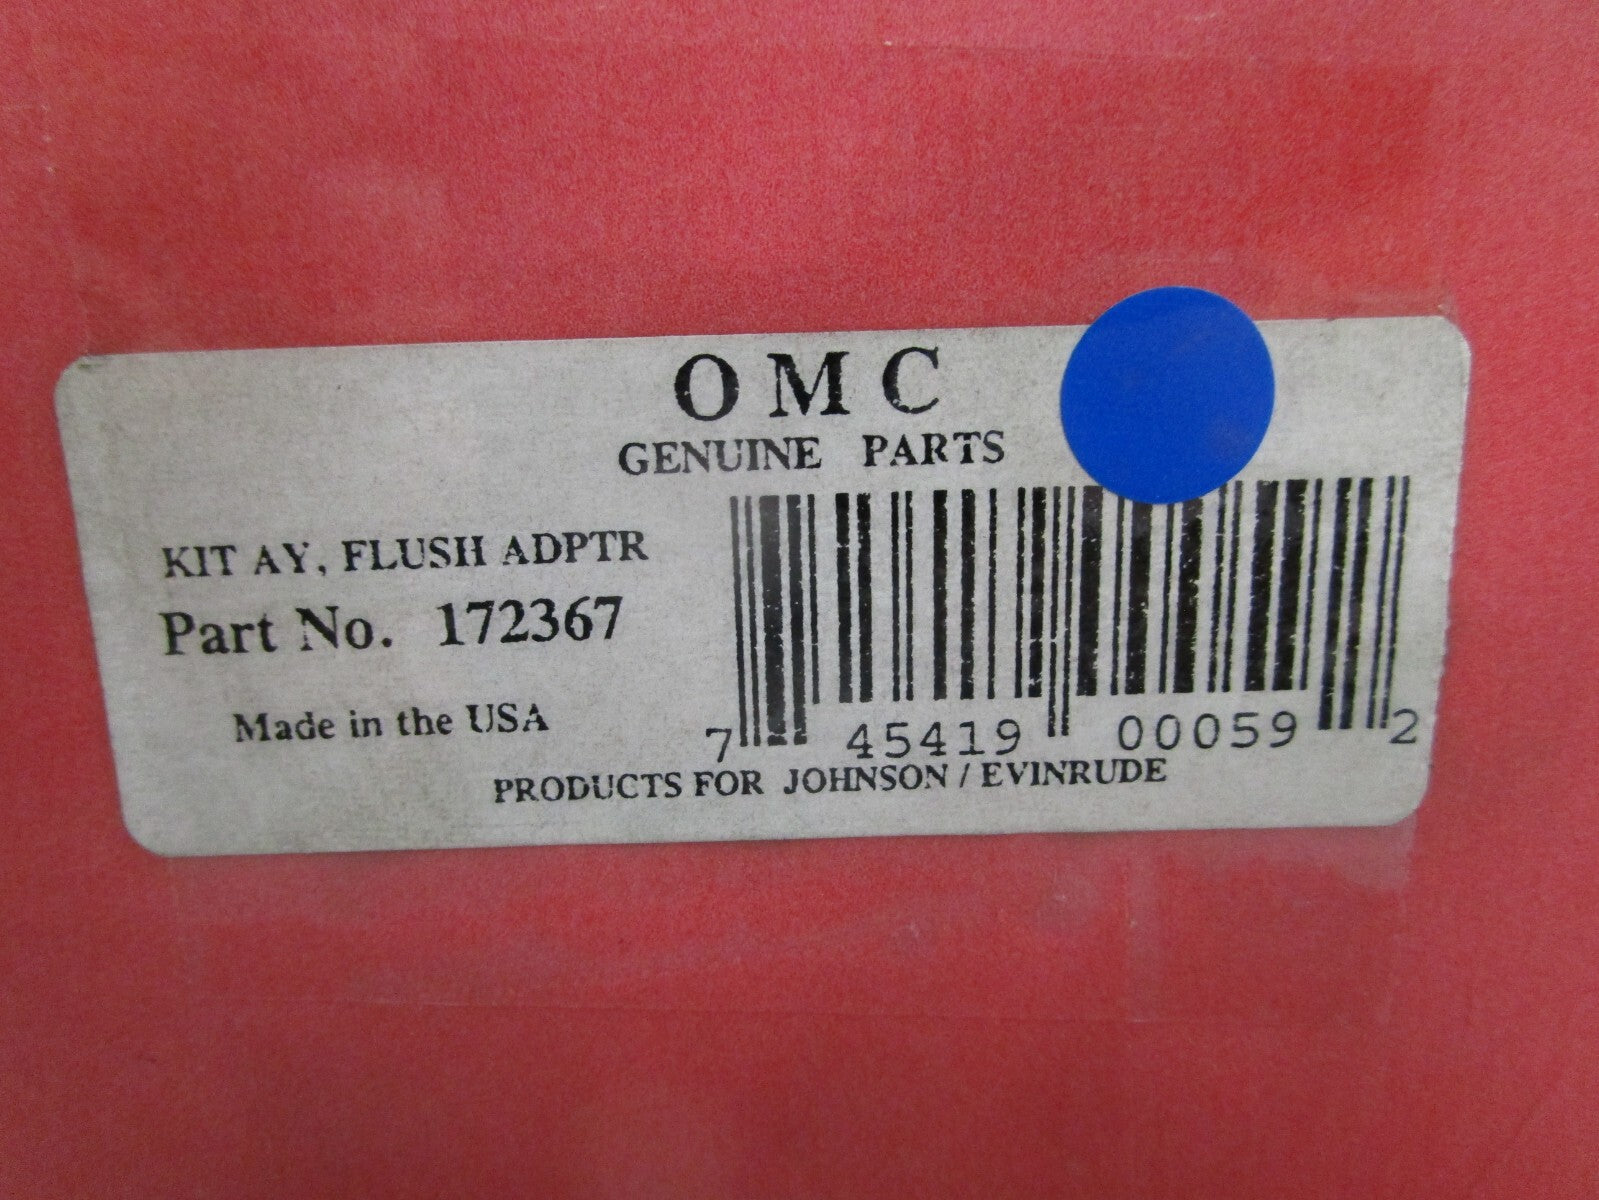 OMC
GENUINE PARTS
KIT AY, FLUSH ADPTR
Part No. 172367
Made in the USA
7 45419 00059 2
PRODUCTS FOR JOHNSON / EVINRUDE